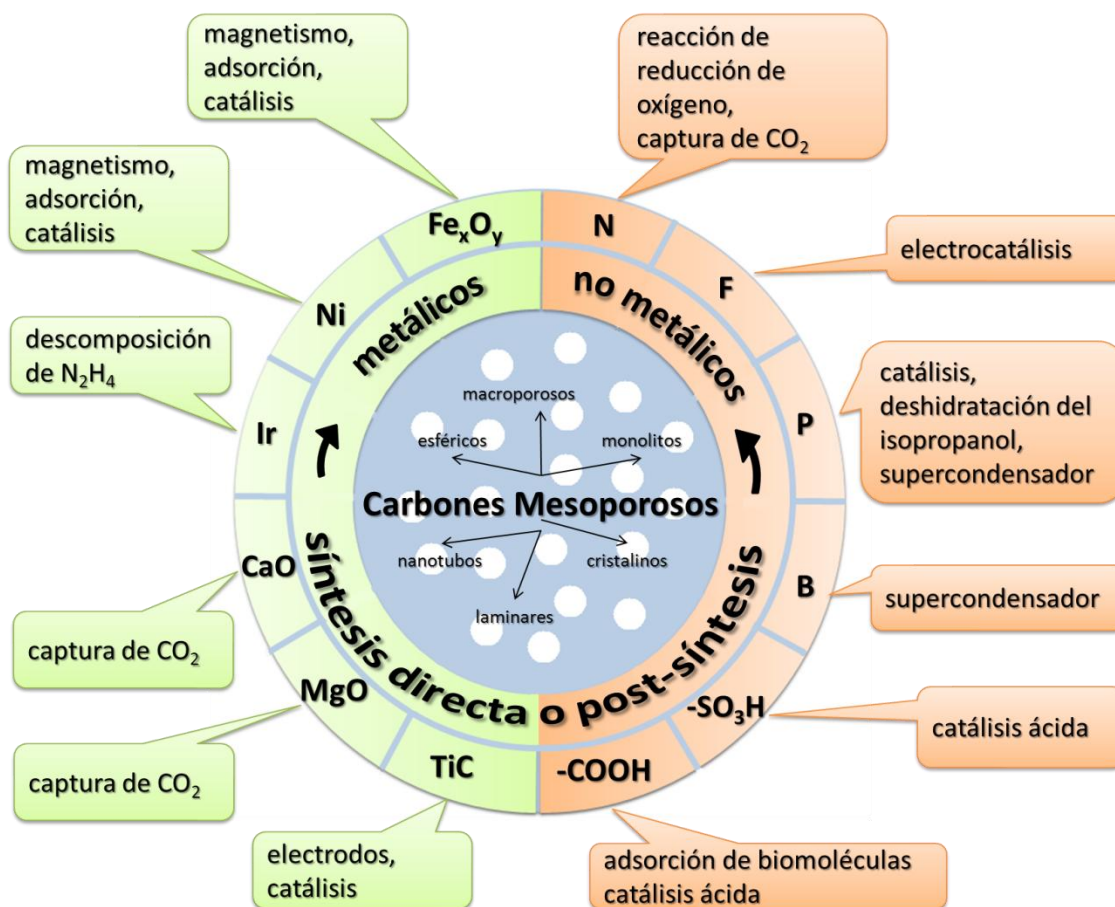 magnetismo,
adsorción,
catálisis
reacción de
reducción de
oxígeno,
captura de CO₂
magnetismo,
adsorción,
catálisis
electrocatálisis
descomposición
de N₂H₄
catálisis,
deshidratación del
isopropanol,
supercondensador
captura de CO₂
supercondensador
captura de CO₂
catálisis ácida
electrodos,
catálisis
adsorción de biomoléculas
catálisis ácida
FeₓOᵧ
N
Ni
F
Ir
P
CaO
B
MgO
-SO₃H
TiC
-COOH
metálicos
no metálicos
síntesis directa o post-síntesis
macroporosos
esféricos
monolitos
Carbones Mesoporosos
nanotubos
cristalinos
laminares